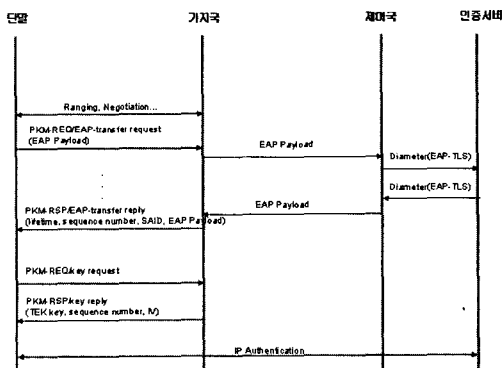 단말 기지국 제어국 인증서버
Ranging, Negotiation...
PKM-REQ/EAP-transfer request
(EAP Payload)
EAP Payload
Diameter(EAP-TLS)
Diameter(EAP-TLS)
EAP Payload
PKM-RSP/EAP-transfer reply
(lifetime, sequence number, SAID, EAP Payload)
PKM-REQ/key request
PKM-RSP/key reply
(TEK key, sequence number, IV)
IP Authentication